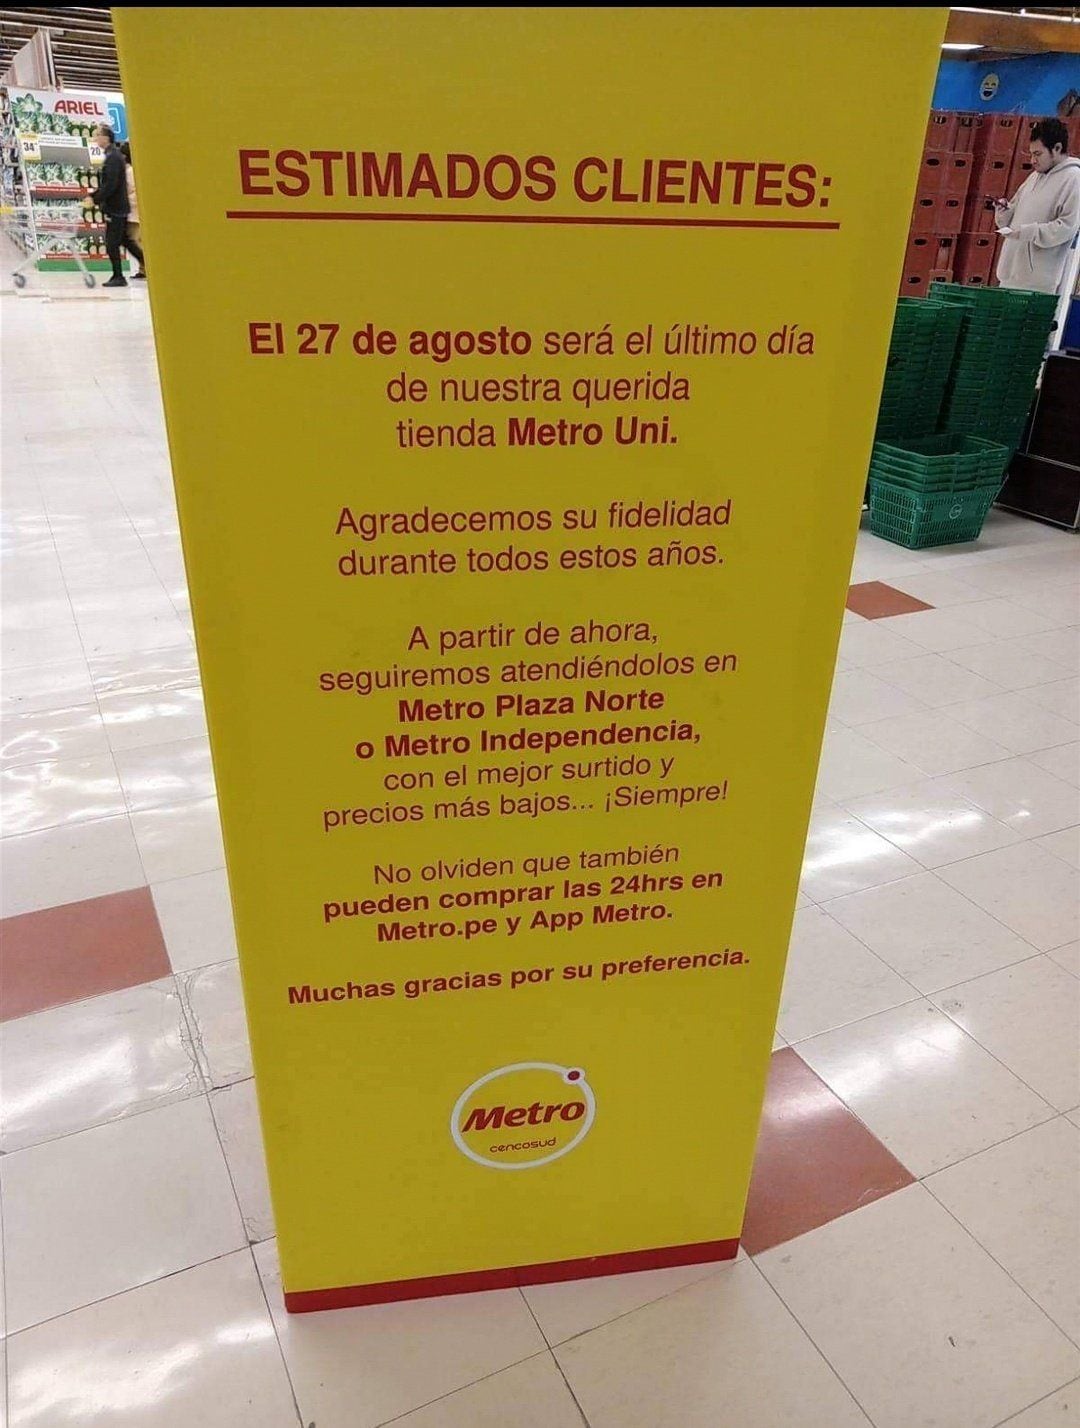 ARIEL
34
20
ESTIMADOS CLIENTES:
El 27 de agosto será el último día
de nuestra querida
tienda Metro Uni.
Agradecemos su fidelidad
durante todos estos años.
A partir de ahora,
seguiremos atendiéndolos en
Metro Plaza Norte
o Metro Independencia,
con el mejor surtido y
precios más bajos... ¡Siempre!
No olviden que también
pueden comprar las 24hrs en
Metro.pe y App Metro.
Muchas gracias por su preferencia.
Metro
cencosud